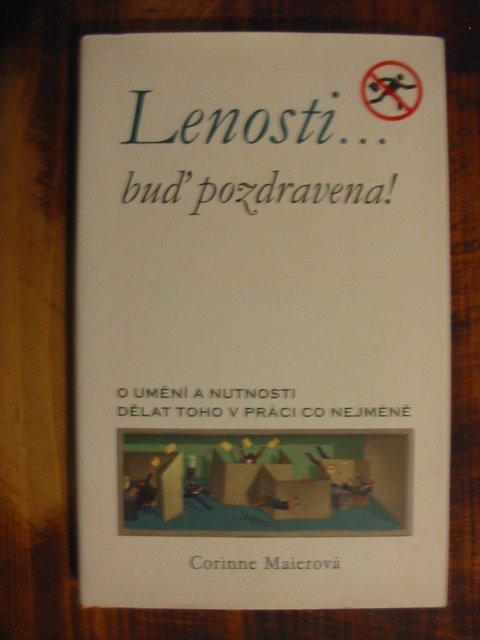 Lenosti...
buď pozdravena!
O UMĚNÍ A NUTNOSTI
DĚLAT TOHO V PRÁCI CO NEJMÉNĚ
Corinne Maierová